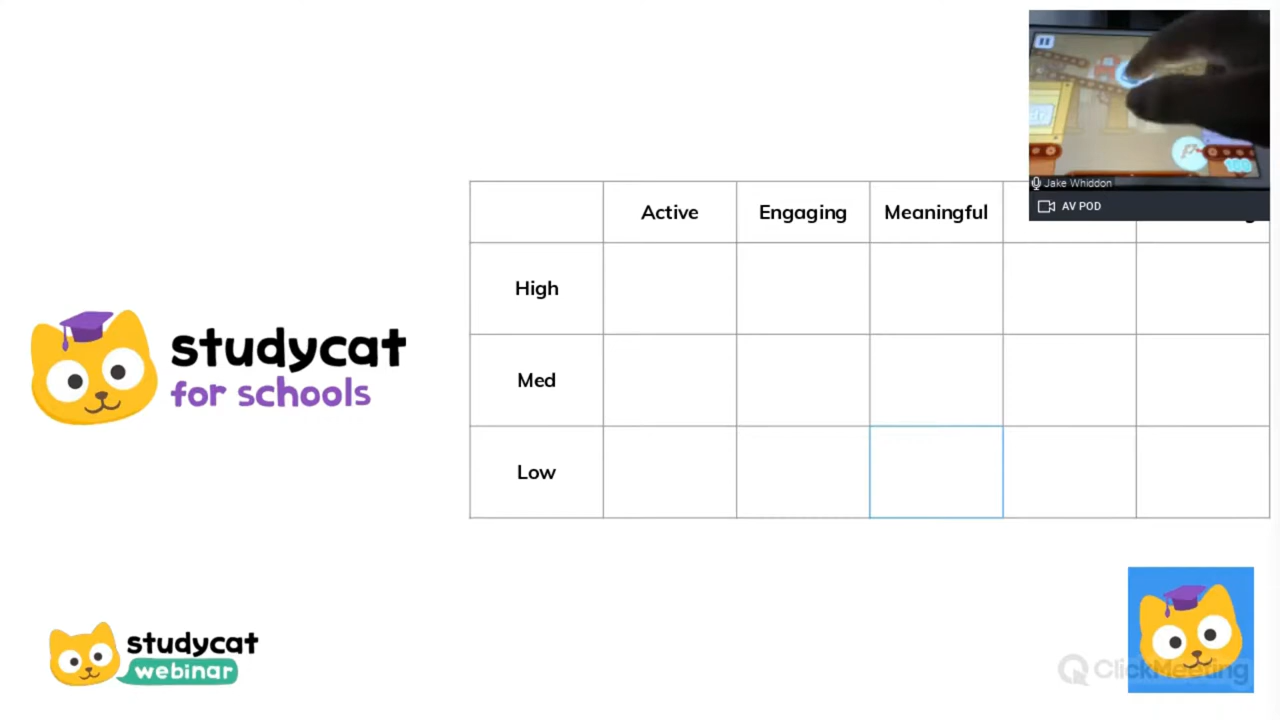 Jake Whiddon
AV POD
Active Engaging Meaningful
High
studycat
for schools
Med
Low
studycat
webinar
ClickMeeting